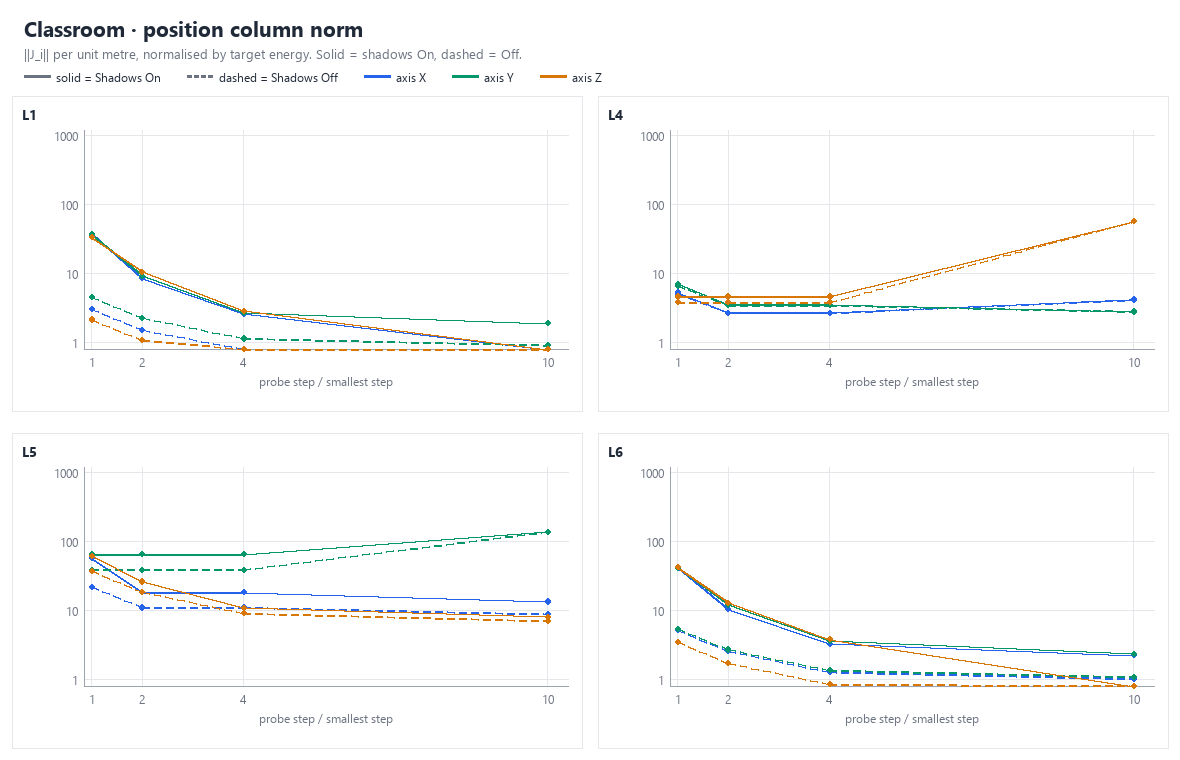 Classroom · position column norm
||J_i|| per unit metre, normalised by target energy. Solid = shadows On, dashed = Off.
solid = Shadows On dashed = Shadows Off axis X axis Y axis Z
L1
1000
100
10
1
1 2 4 10
probe step / smallest step
L4
1000
100
10
1
1 2 4 10
probe step / smallest step
L5
1000
100
10
1
1 2 4 10
probe step / smallest step
L6
1000
100
10
1
1 2 4 10
probe step / smallest step